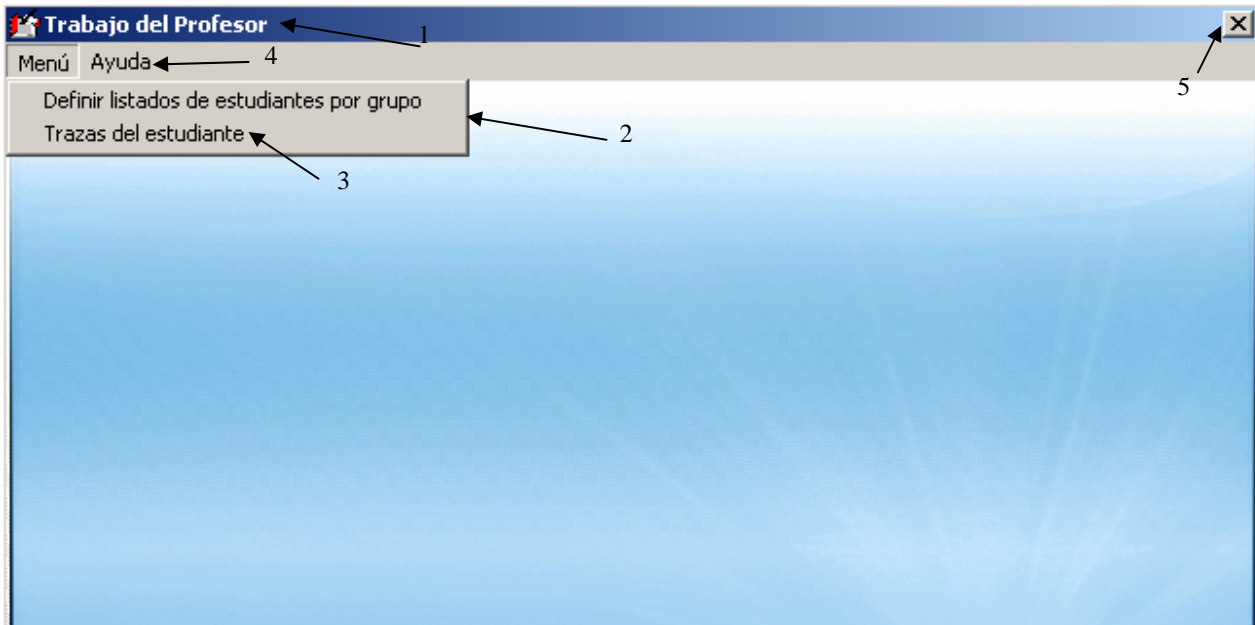 Trabajo del Profesor
1
Menú Ayuda
4
5
Definir listados de estudiantes por grupo
Trazas del estudiante
2
3